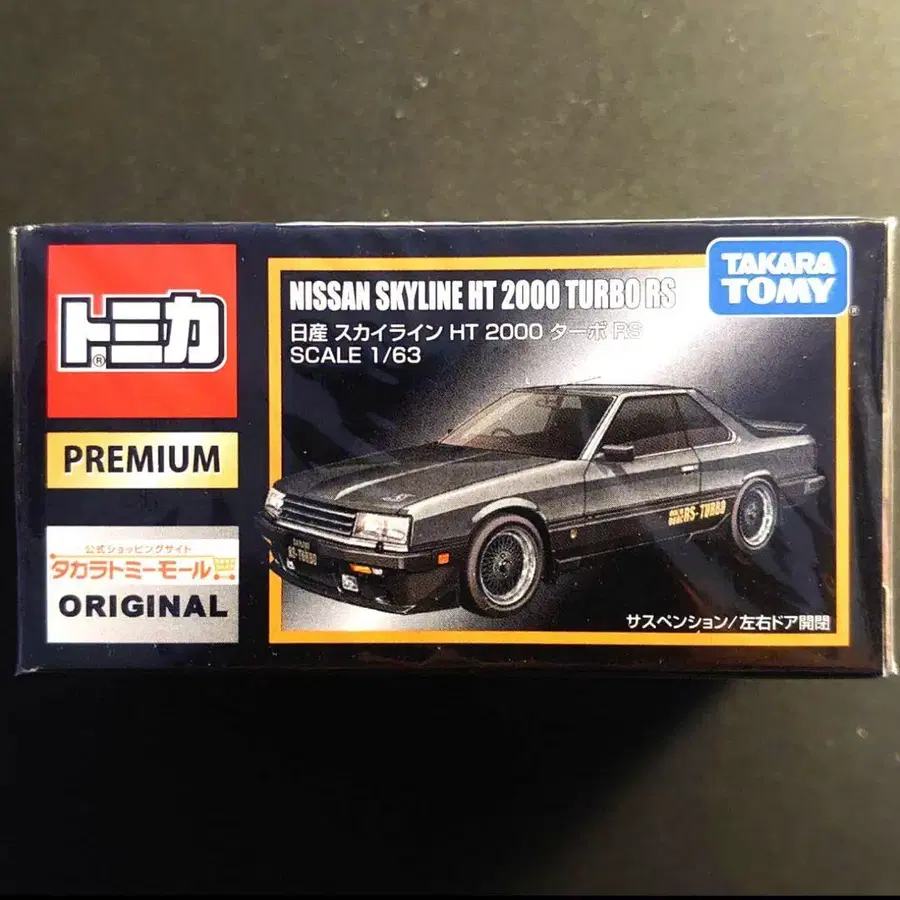 トミカ
®
PREMIUM
公式ショッピングサイト
タカラトミーモール
ORIGINAL
NISSAN SKYLINE HT 2000 TURBO RS
日産 スカイライン HT 2000 ターボ RS
SCALE 1/63
TAKARA
TOMY
®
RS-TURBO
RS-TURBO
サスペンション/左右ドア開閉